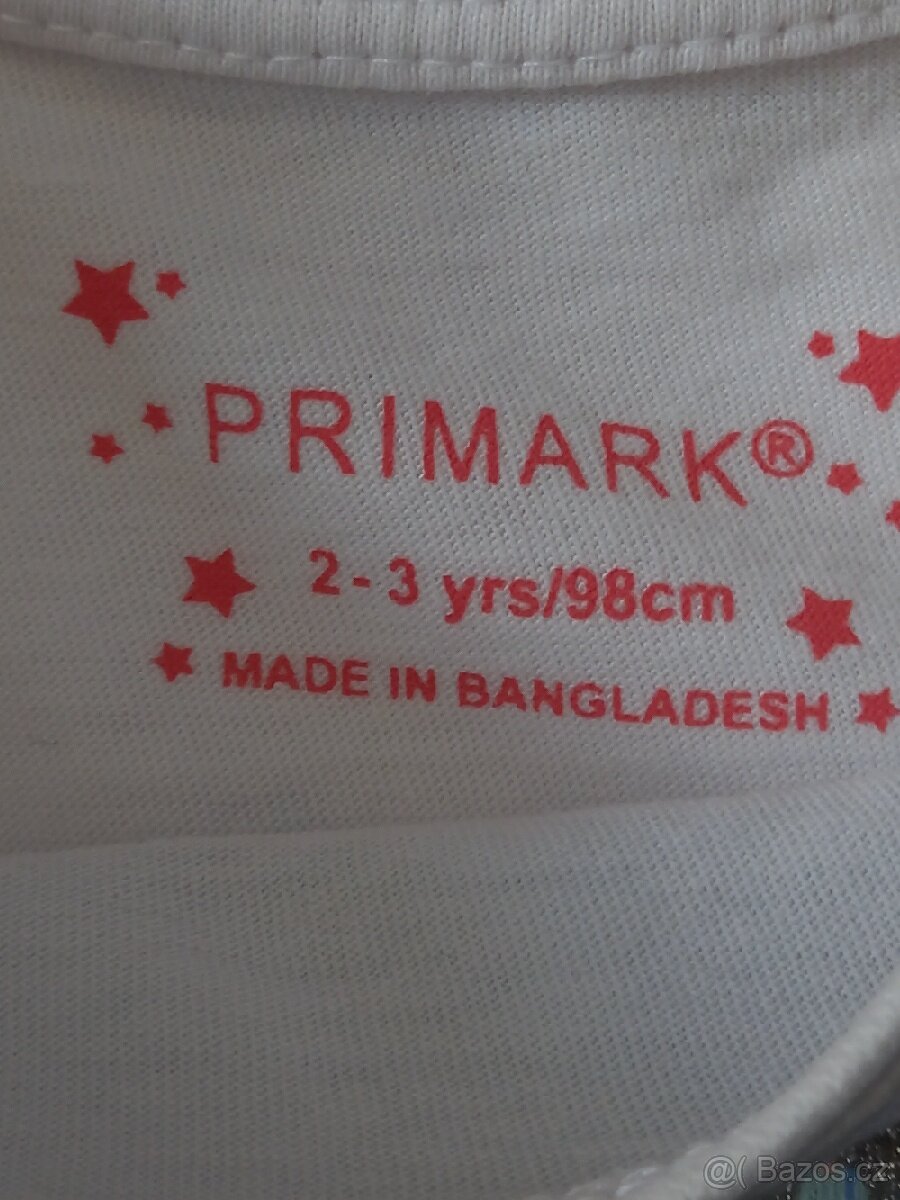 PRIMARK®
2 - 3 yrs/98cm
MADE IN BANGLADESH
@( Bazos.cz